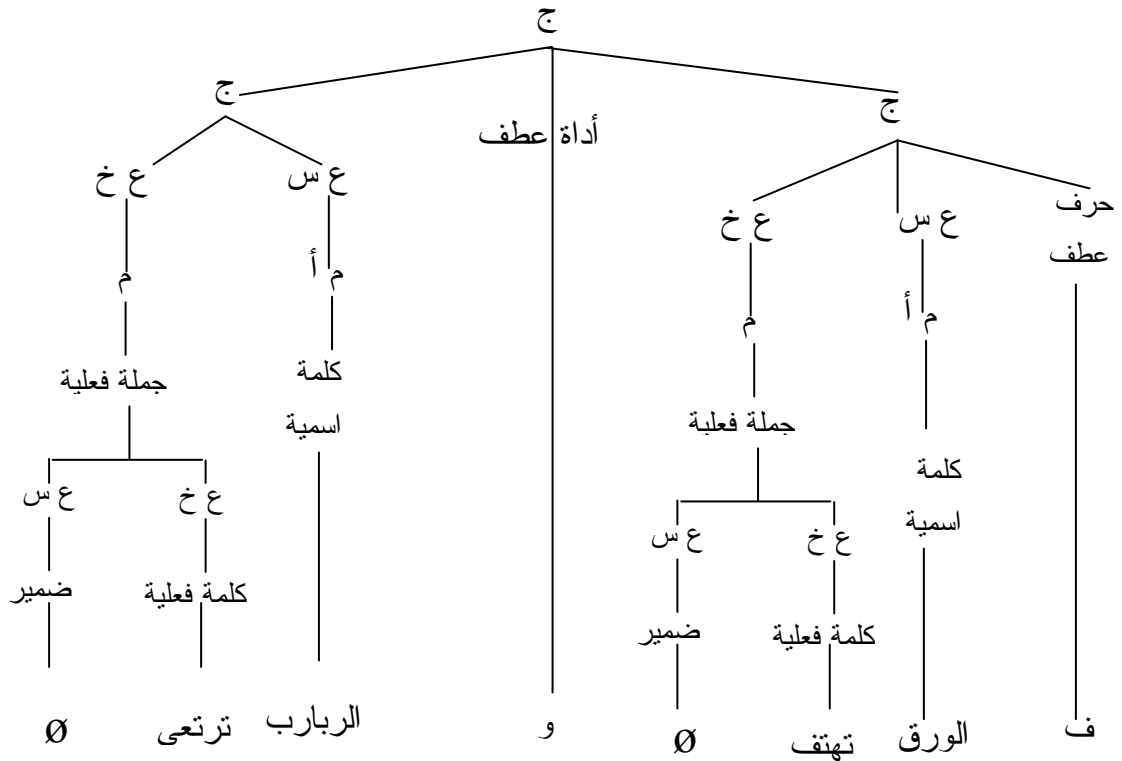 ج
ج
ج
أداة عطف
حرف
عطف
ع س
ع خ
ع س
ع خ
م أ
م
م أ
م
كلمة
اسمية
جملة فعلبة
كلمة
اسمية
جملة فعلية
ع خ
ع س
ع خ
ع س
كلمة فعلية
ضمير
كلمة فعلية
ضمير
ف الورق تهتف Ø و الربارب ترتعي Ø